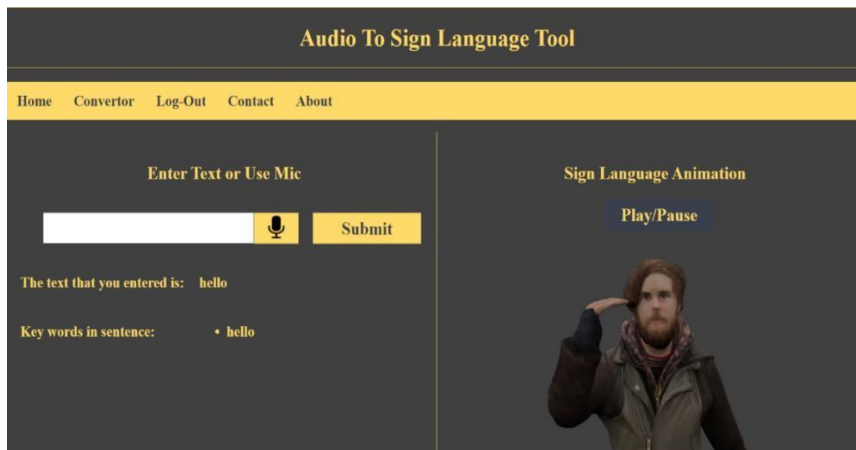 Audio To Sign Language Tool
Home Convertor Log-Out Contact About
Enter Text or Use Mic
Submit
The text that you entered is: hello
Key words in sentence: • hello
Sign Language Animation
Play/Pause